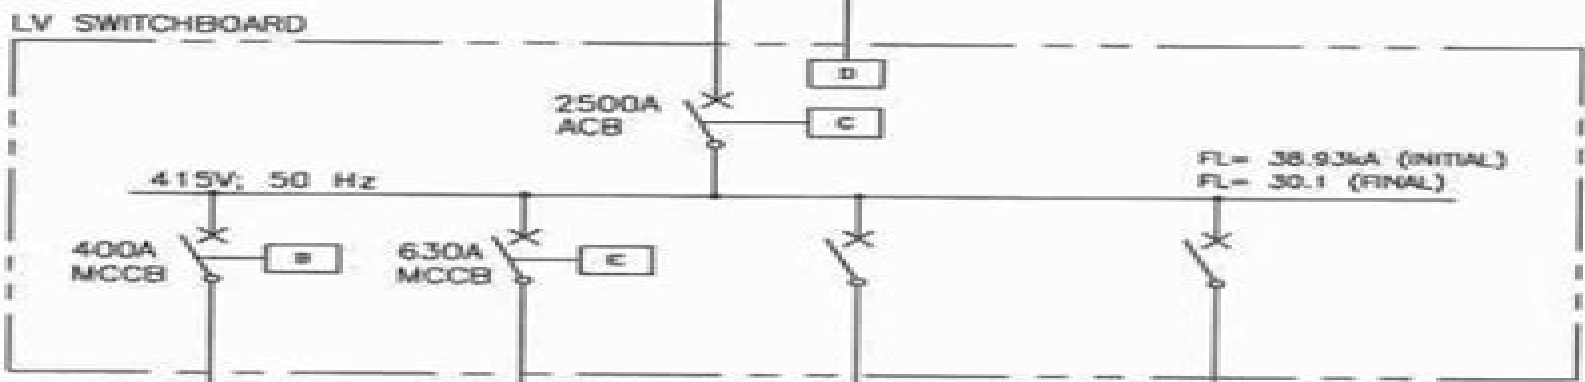 LV SWITCHBOARD
D
2500A
ACB
C
415V; 50 Hz
FL= 38.93kA (INITIAL)
FL= 30.1 (FINAL)
400A
MCCB
B
630A
MCCB
E